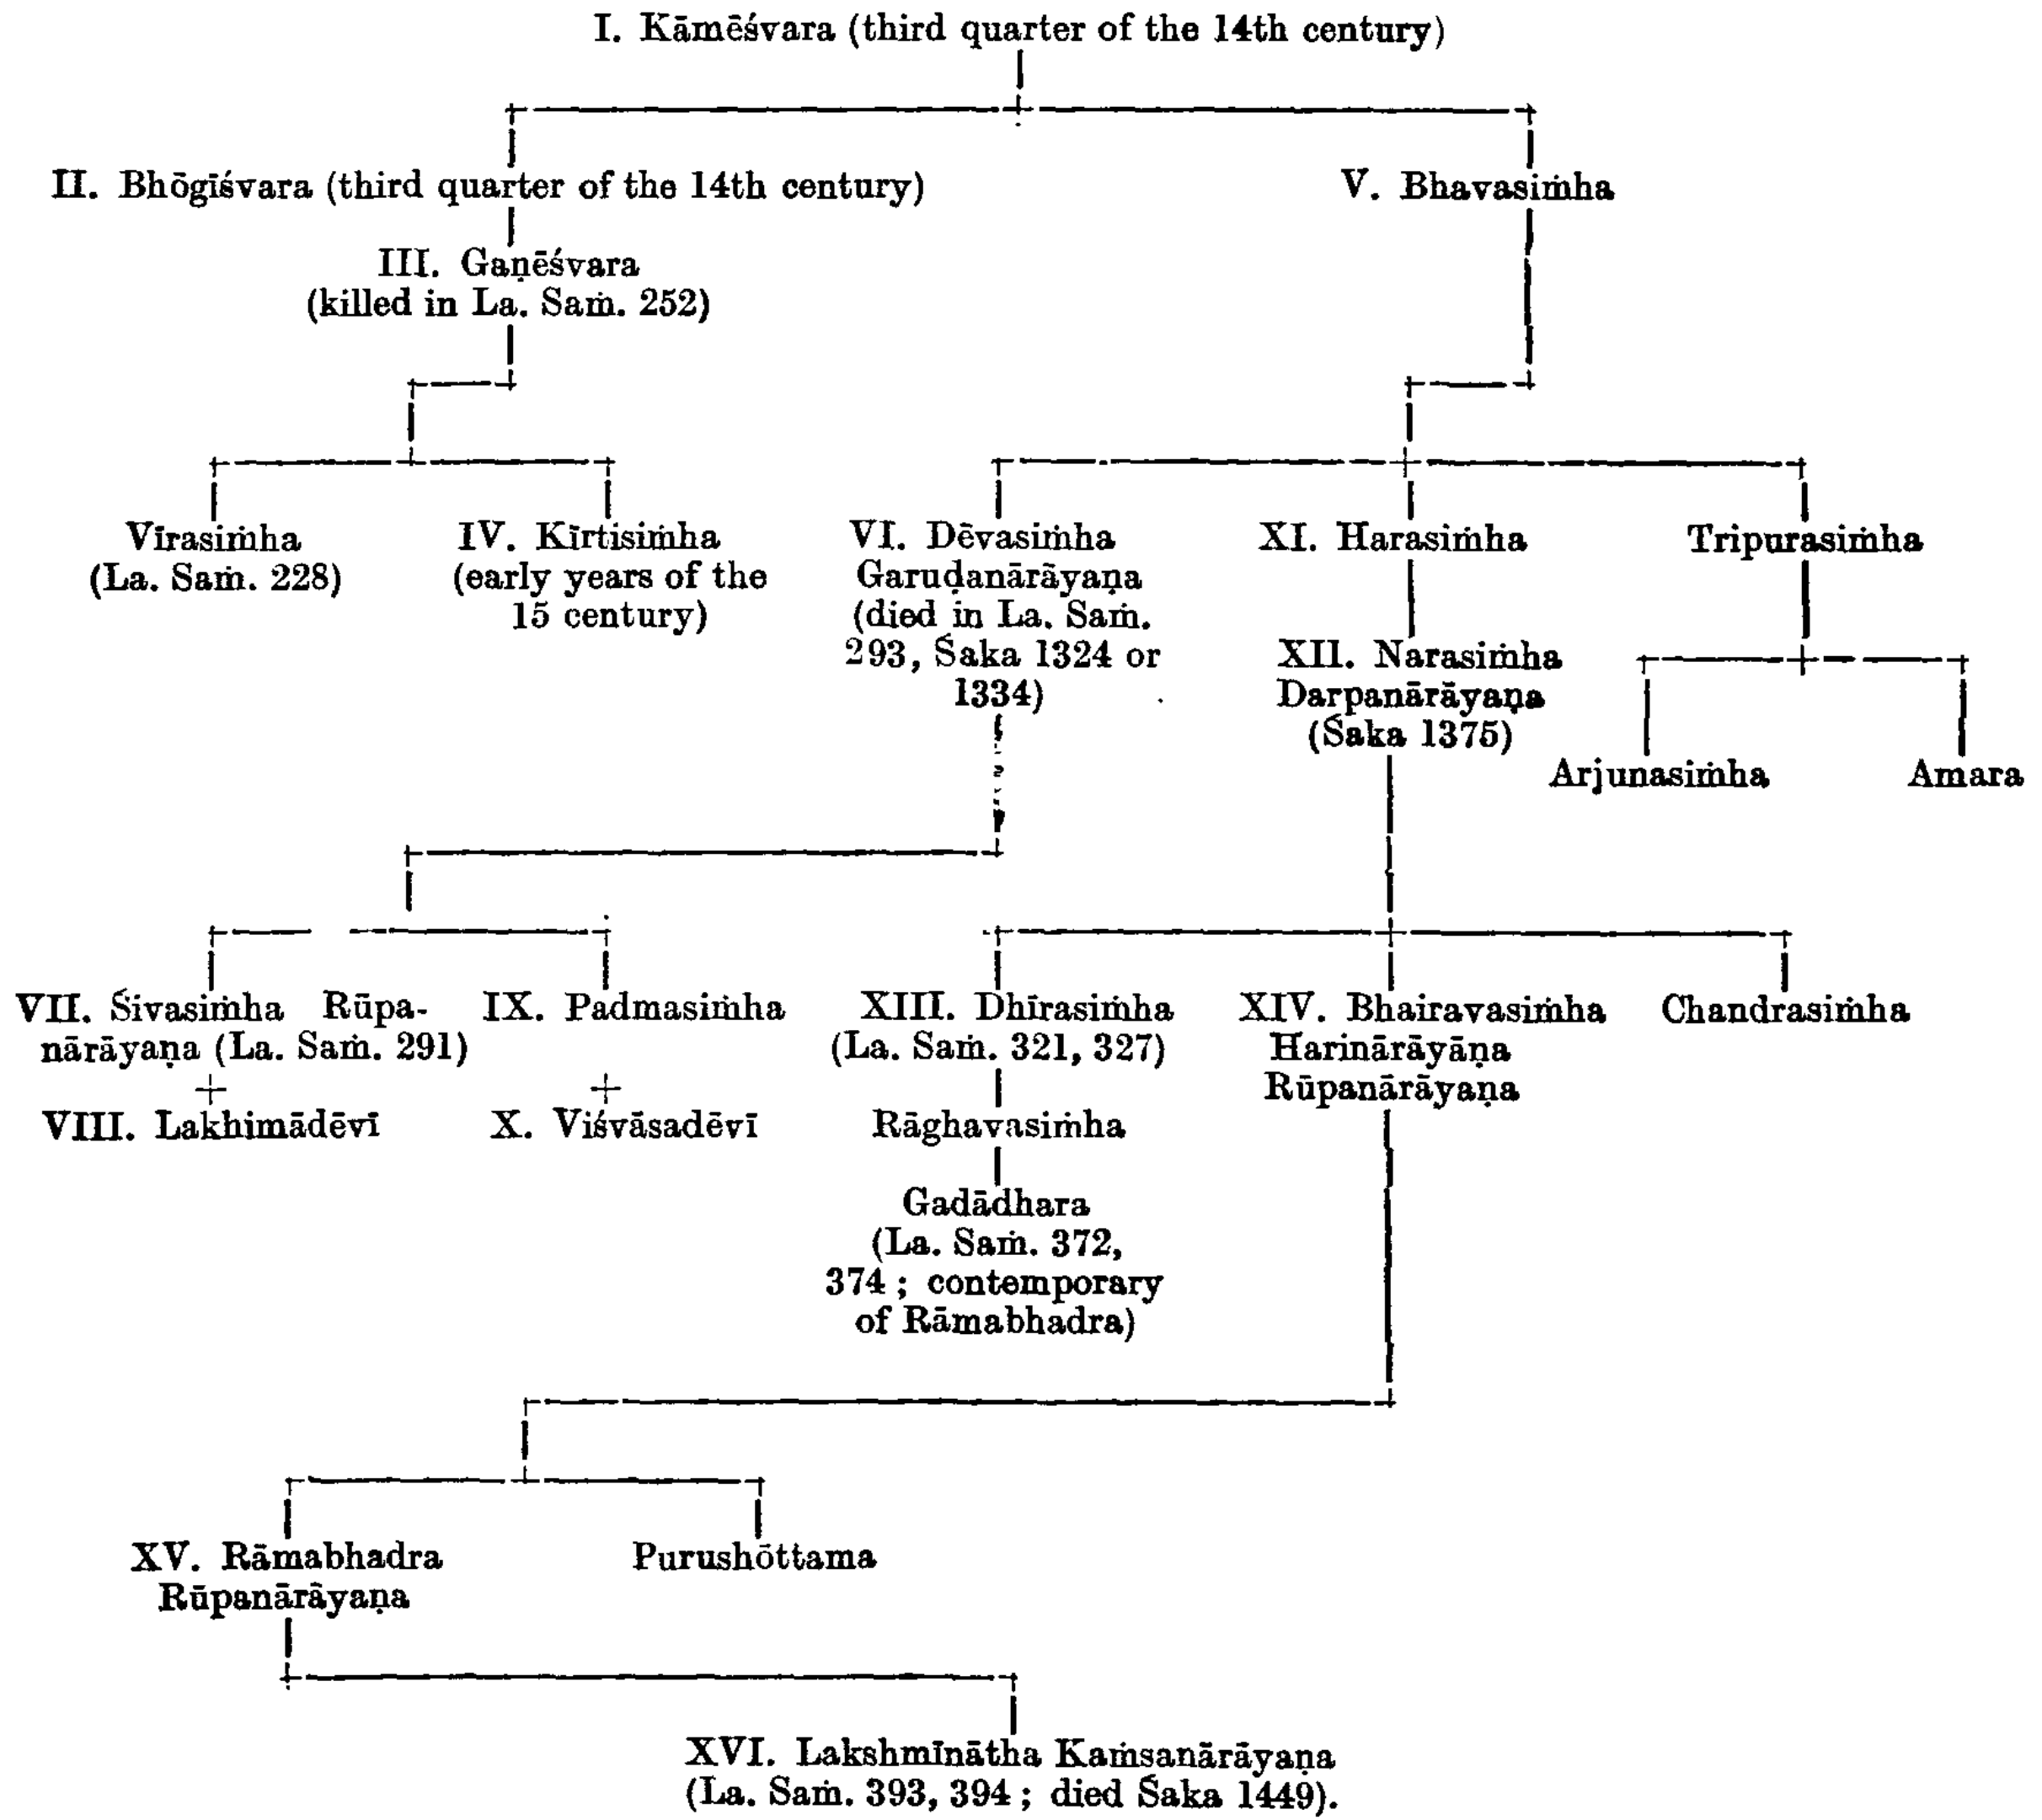 I. Kāmēśvara (third quarter of the 14th century)
II. Bhōgīśvara (third quarter of the 14th century)
V. Bhavasiṁha
III. Gaṇēśvara
(killed in La. Saṁ. 252)
Vīrasiṁha
(La. Saṁ. 228)
IV. Kīrtisiṁha
(early years of the
15 century)
VI. Dēvasiṁha
Garuḍanārāyaṇa
(died in La. Saṁ.
293, Śaka 1324 or
1334)
XI. Harasiṁha
Tripurasiṁha
XII. Narasiṁha
Darpanārāyaṇa
(Śaka 1375)
Arjunasiṁha
Amara
VII. Śivasiṁha Rūpa-
nārāyaṇa (La. Saṁ. 291)
+
VIII. Lakhimādēvī
IX. Padmasiṁha
+
X. Viśvāsadēvī
XIII. Dhīrasiṁha
(La. Saṁ. 321, 327)
Rāghavasiṁha
Gadādhara
(La. Saṁ. 372,
374 ; contemporary
of Rāmabhadra)
XIV. Bhairavasiṁha
Harinārāyāṇa
Rūpanārāyaṇa
Chandrasiṁha
XV. Rāmabhadra
Rūpanārāyaṇa
Purushōttama
XVI. Lakshmīnātha Kaṁsanārāyaṇa
(La. Saṁ. 393, 394 ; died Śaka 1449).